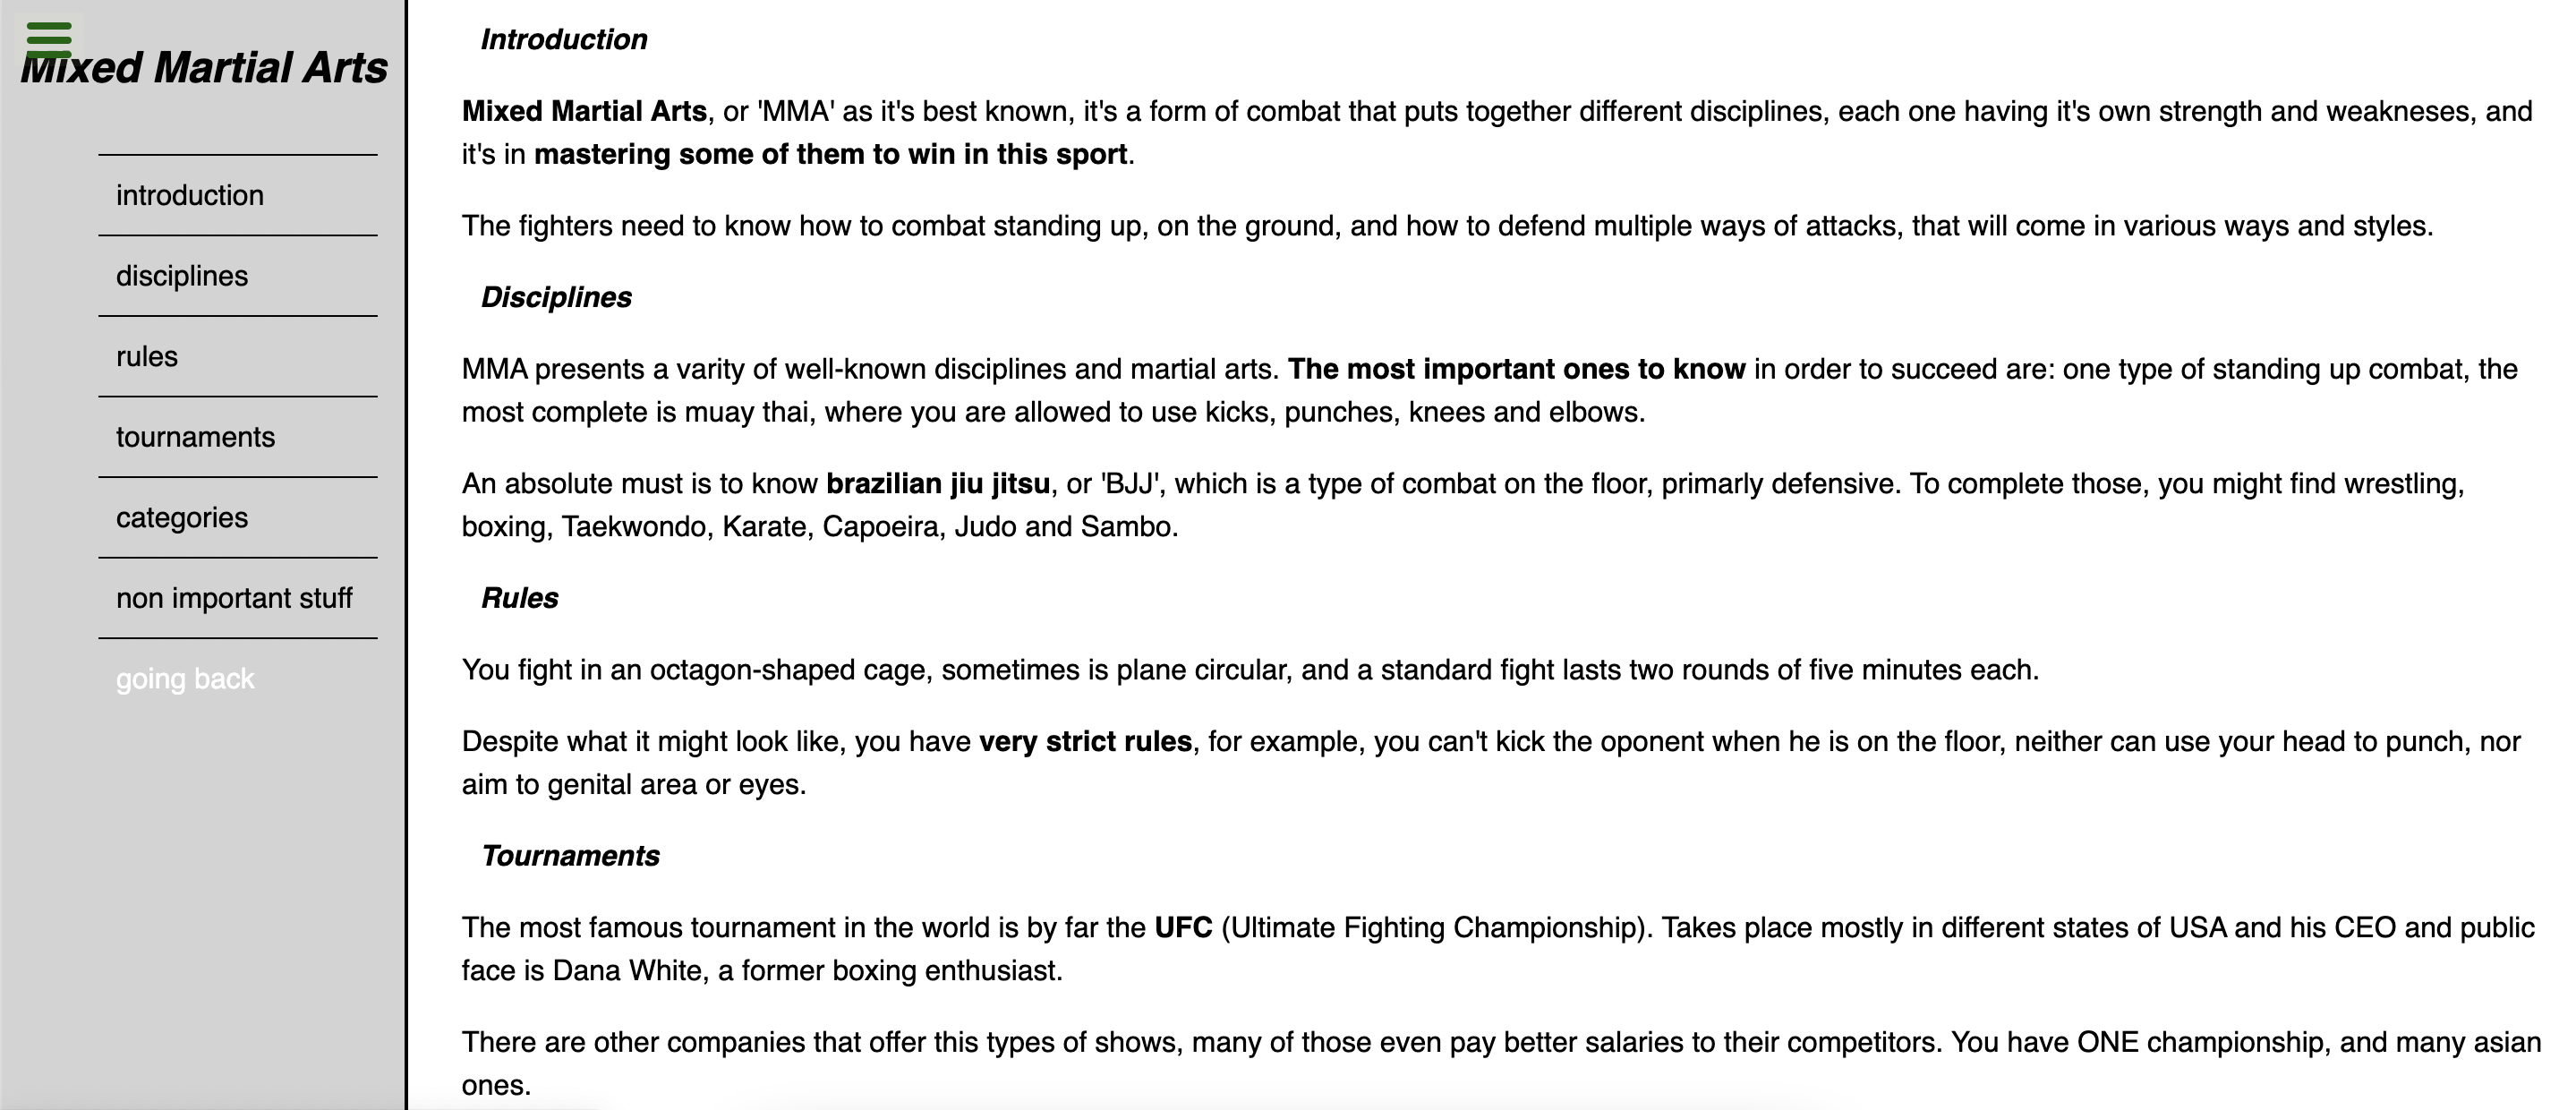 Mixed Martial Arts
introduction
disciplines
rules
tournaments
categories
non important stuff
going back
Introduction
Mixed Martial Arts, or 'MMA' as it's best known, it's a form of combat that puts together different disciplines, each one having it's own strength and weakneses, and
it's in mastering some of them to win in this sport.
The fighters need to know how to combat standing up, on the ground, and how to defend multiple ways of attacks, that will come in various ways and styles.
Disciplines
MMA presents a varity of well-known disciplines and martial arts. The most important ones to know in order to succeed are: one type of standing up combat, the
most complete is muay thai, where you are allowed to use kicks, punches, knees and elbows.
An absolute must is to know brazilian jiu jitsu, or 'BJJ', which is a type of combat on the floor, primarly defensive. To complete those, you might find wrestling,
boxing, Taekwondo, Karate, Capoeira, Judo and Sambo.
Rules
You fight in an octagon-shaped cage, sometimes is plane circular, and a standard fight lasts two rounds of five minutes each.
Despite what it might look like, you have very strict rules, for example, you can't kick the oponent when he is on the floor, neither can use your head to punch, nor
aim to genital area or eyes.
Tournaments
The most famous tournament in the world is by far the UFC (Ultimate Fighting Championship). Takes place mostly in different states of USA and his CEO and public
face is Dana White, a former boxing enthusiast.
There are other companies that offer this types of shows, many of those even pay better salaries to their competitors. You have ONE championship, and many asian
ones.